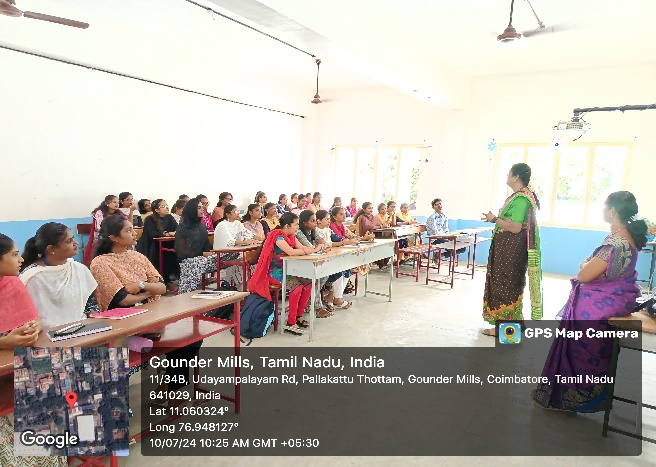 GPS Map Camera
Gounder Mills, Tamil Nadu, India
11/34B, Udayampalayam Rd, Pallakattu Thottam, Gounder Mills, Coimbatore, Tamil Nadu
641029, India
Lat 11.060324°
Long 76.948127°
10/07/24 10:25 AM GMT +05:30
Google